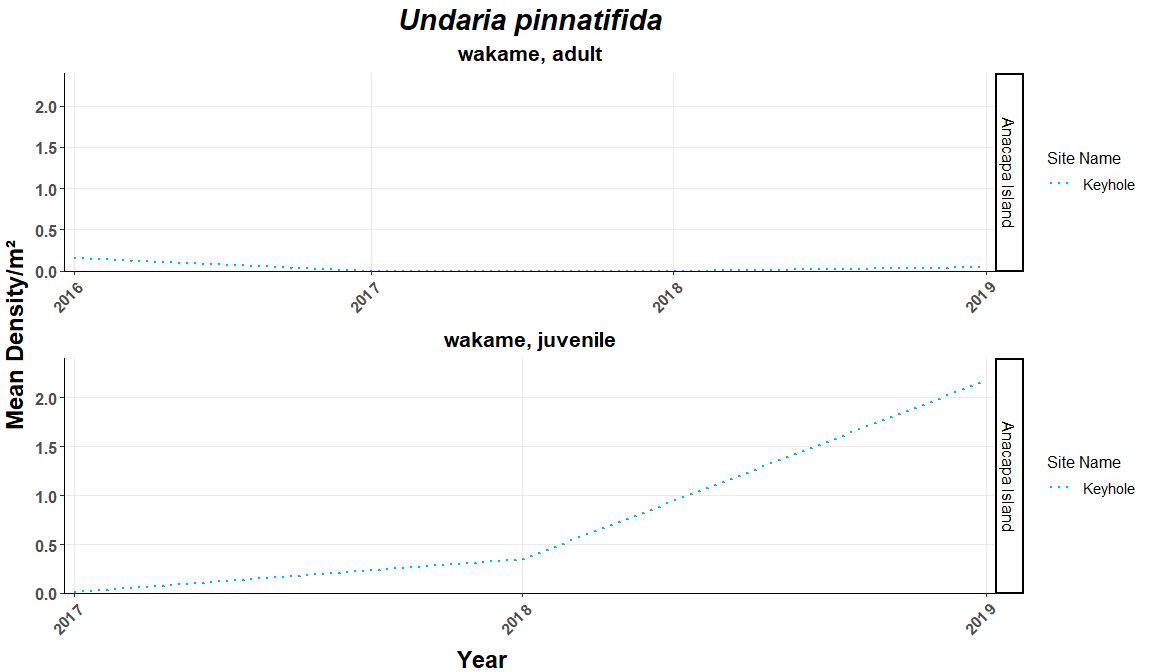 Undaria pinnatifida
wakame, adult
Mean Density/m²
2.0
1.5
1.0
0.5
0.0
2016
2017
2018
2019
Anacapa Island
Site Name
Keyhole
wakame, juvenile
2.0
1.5
1.0
0.5
0.0
2017
2018
2019
Anacapa Island
Site Name
Keyhole
Year